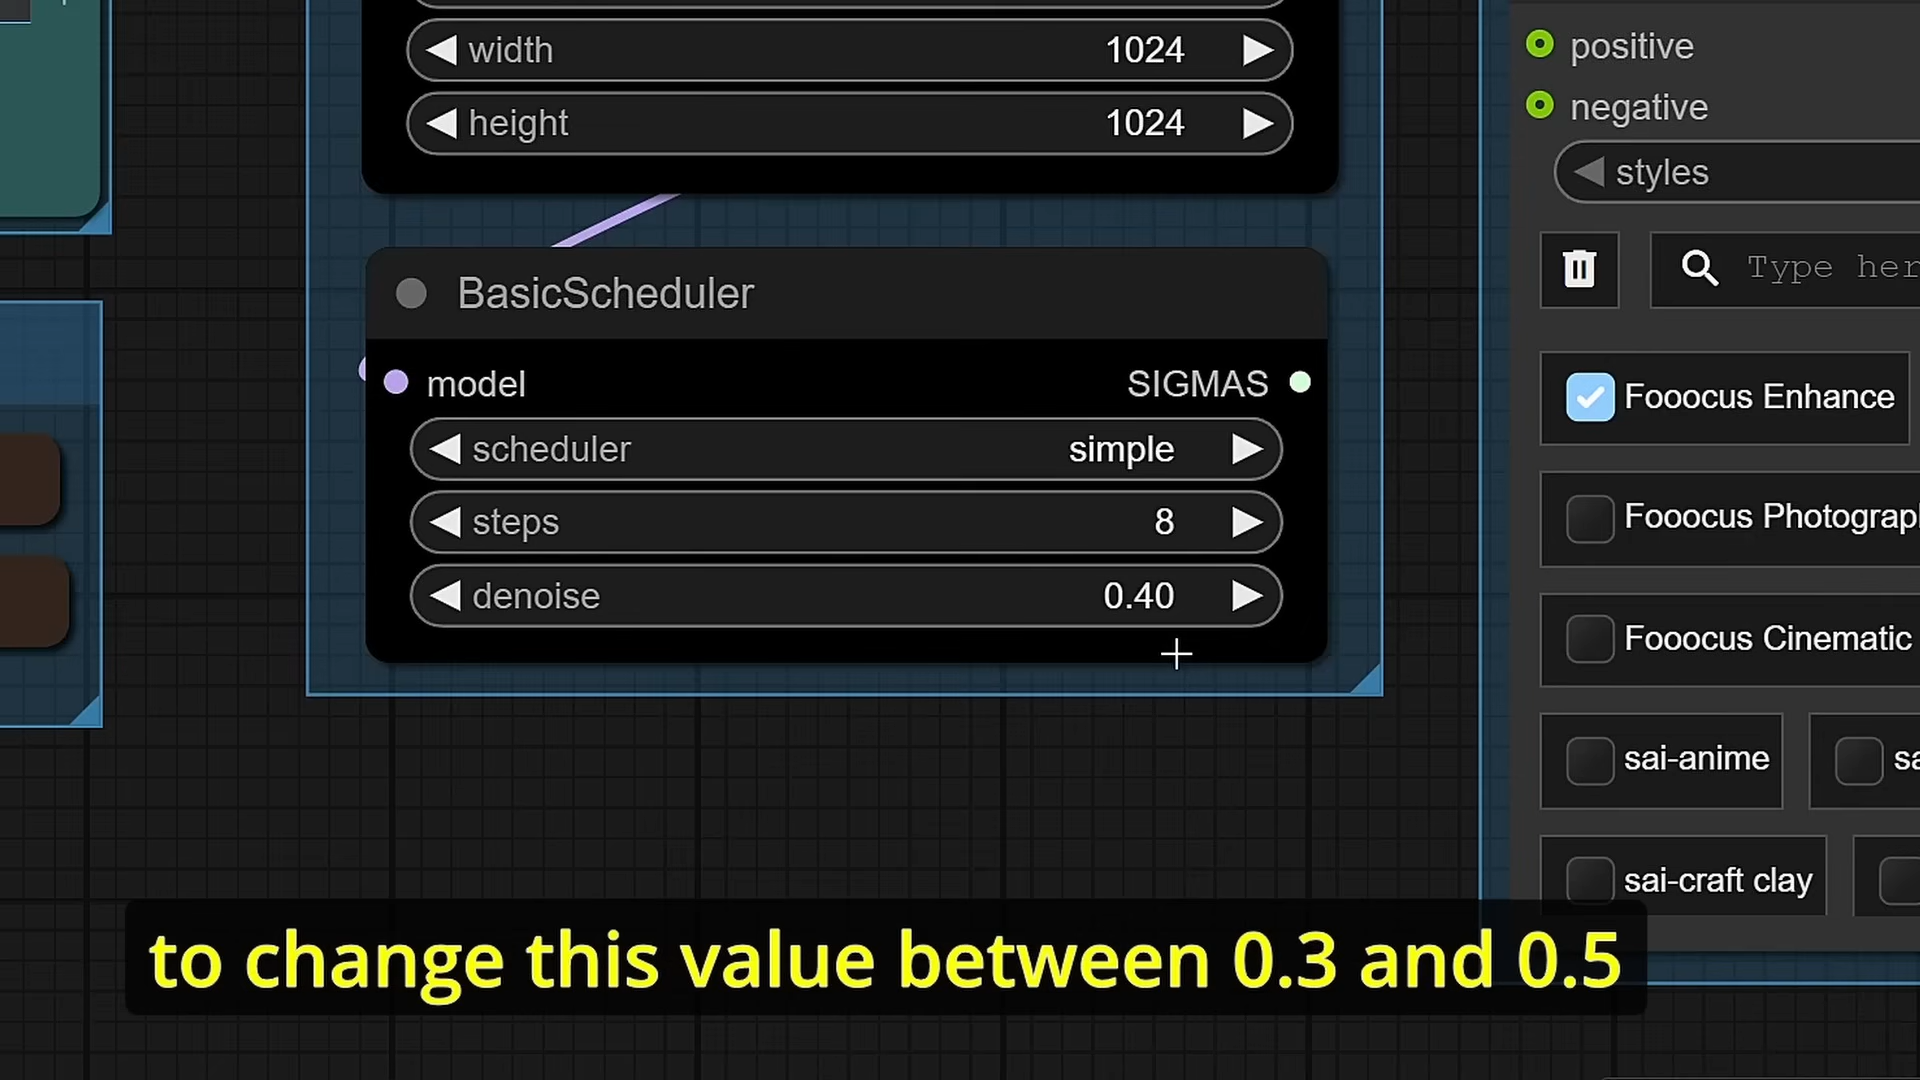 width 1024
height 1024
BasicScheduler
model SIGMAS
scheduler simple
steps 8
denoise 0.40
positive
negative
styles
Type her
Fooocus Enhance
Fooocus Photograp
Fooocus Cinematic
sai-anime sa
sai-craft clay
to change this value between 0.3 and 0.5